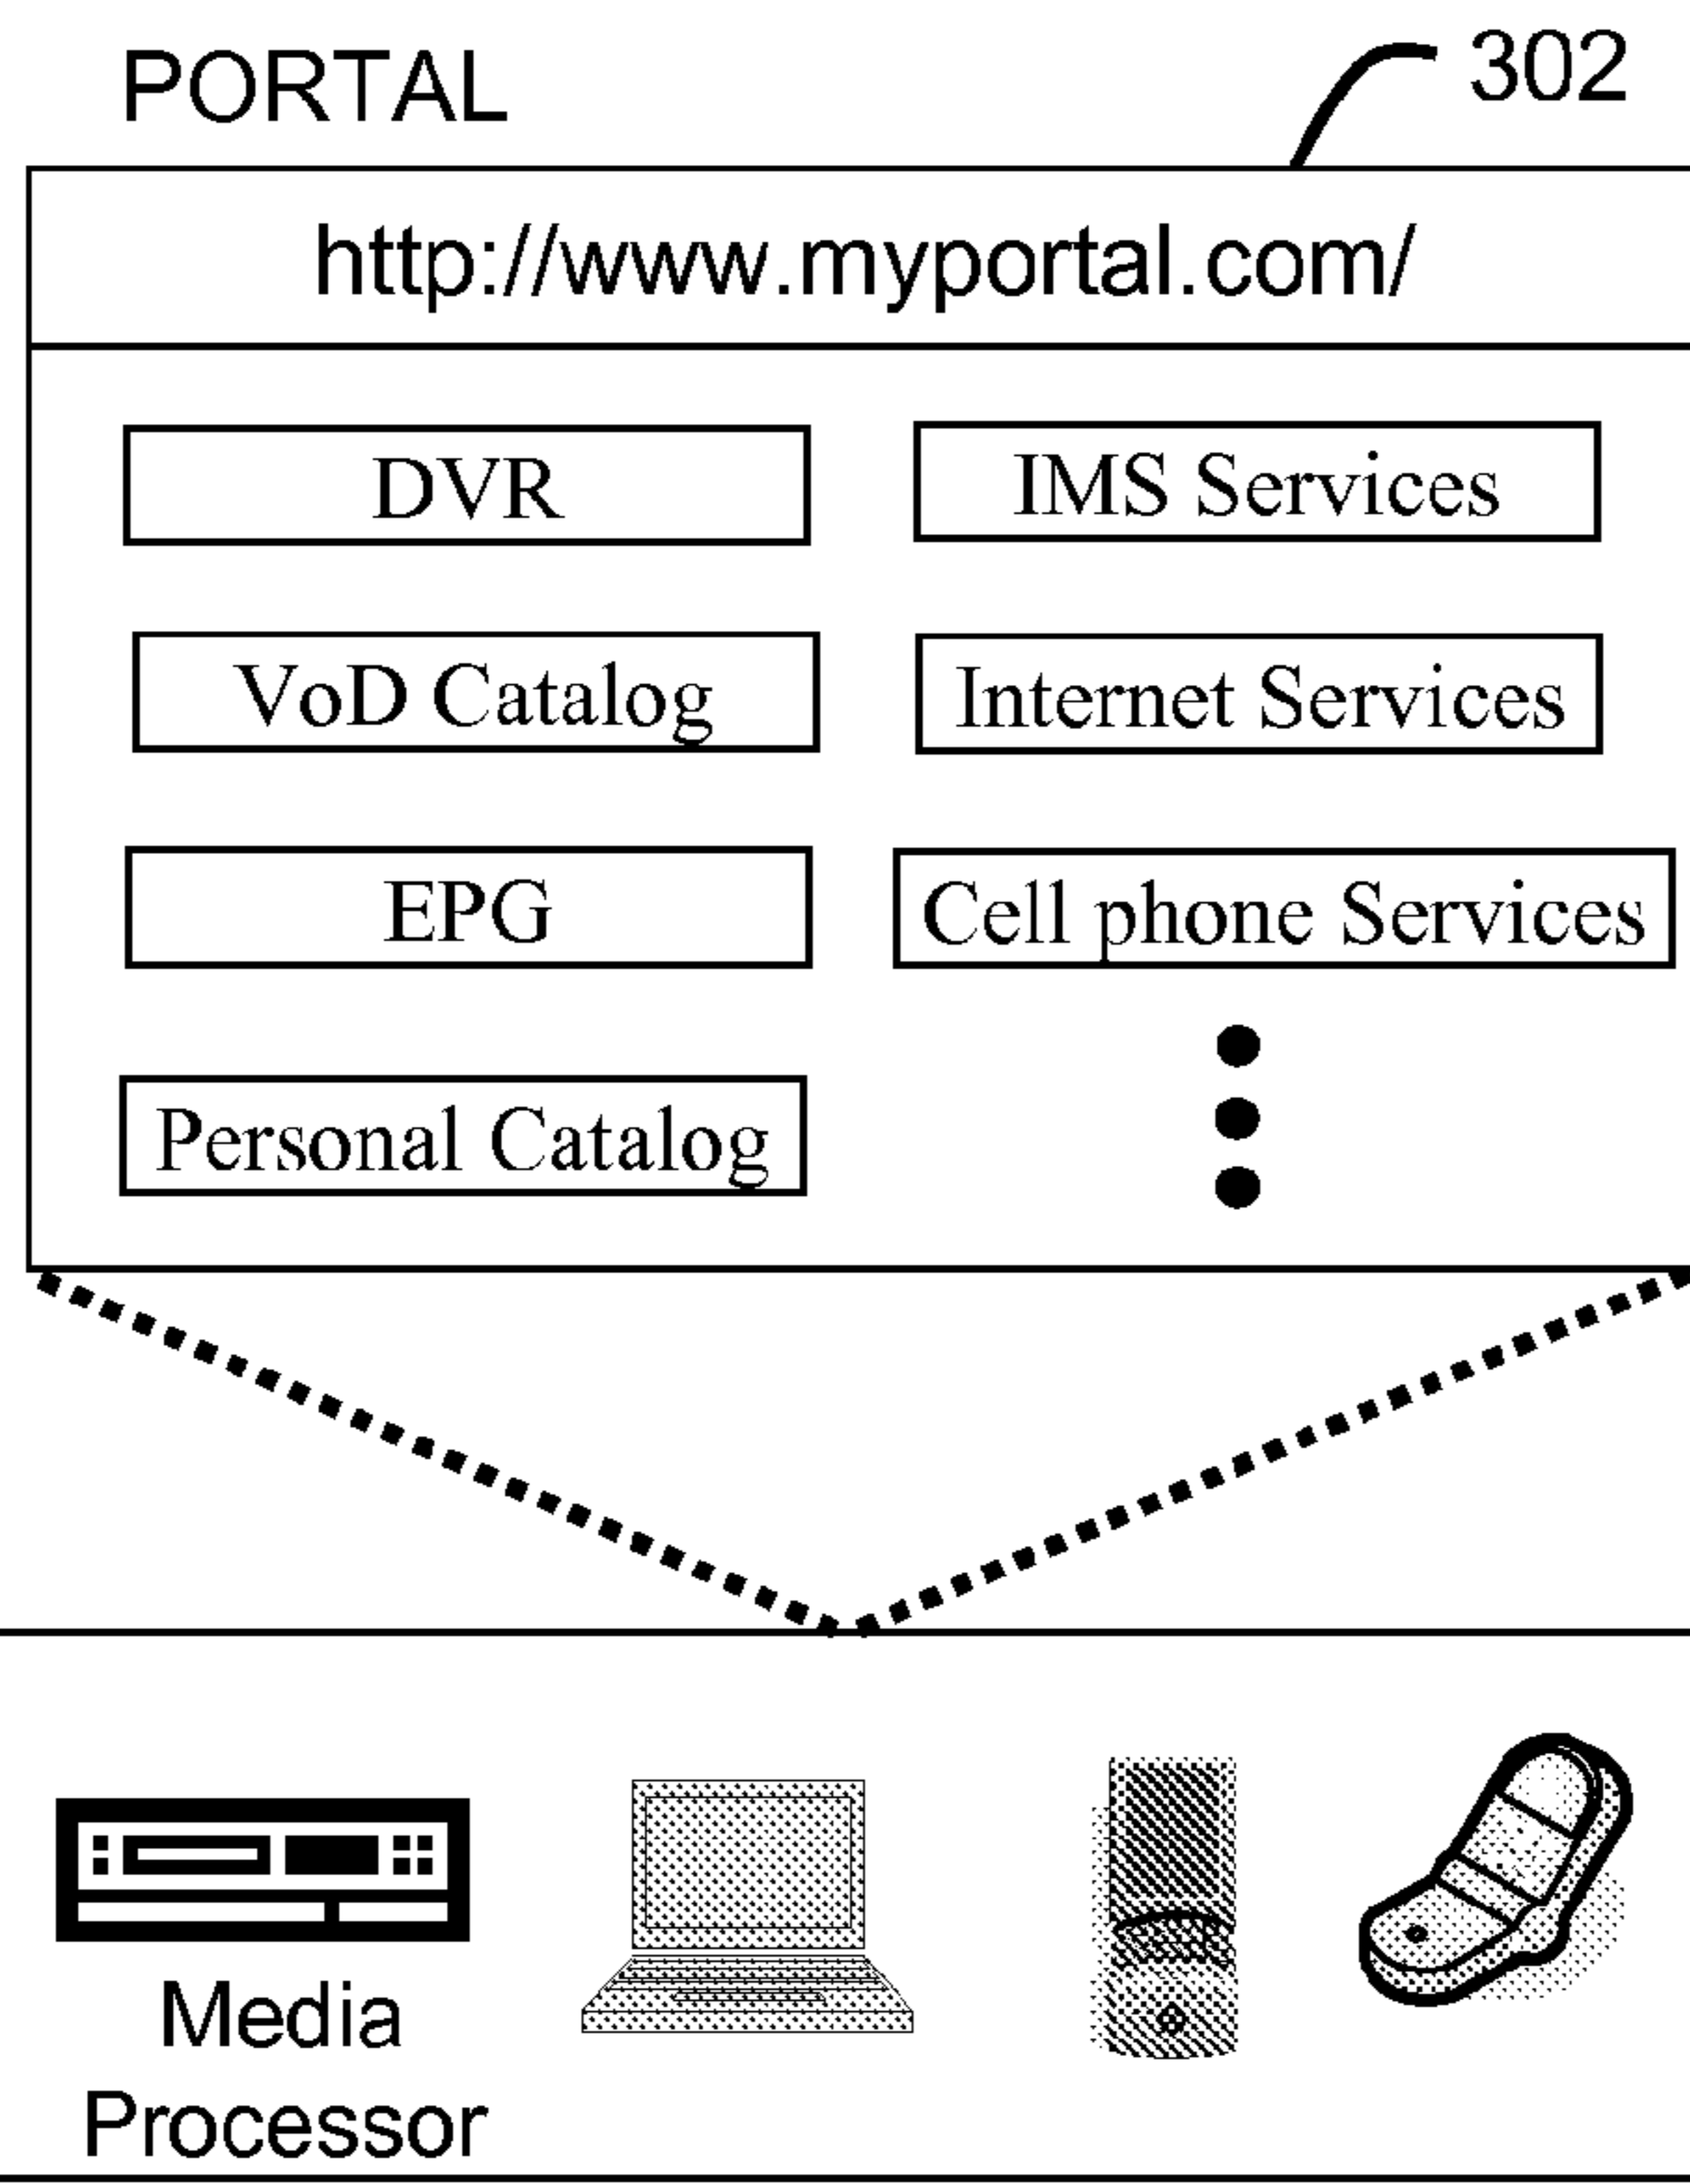 PORTAL
302
http://www.myportal.com/
DVR
IMS Services
VoD Catalog
Internet Services
EPG
Cell phone Services
Personal Catalog
Media
Processor